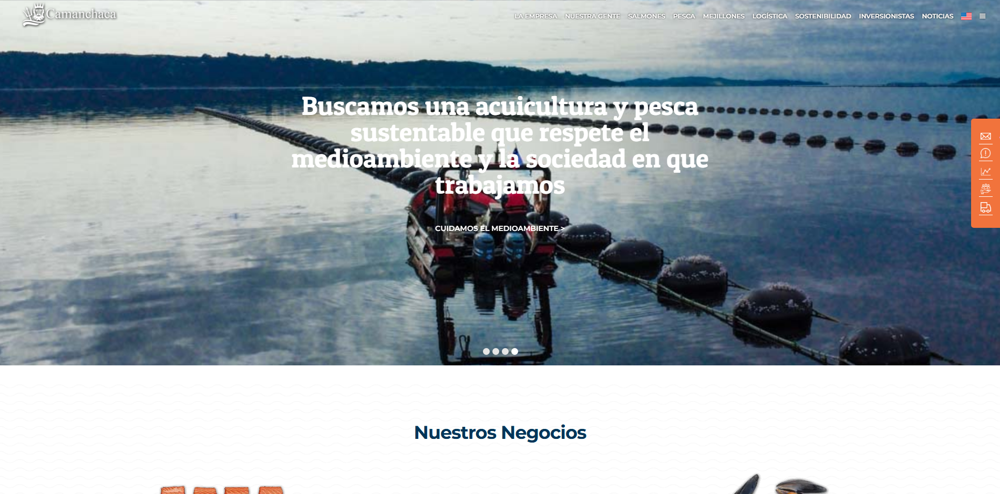 Camanchaca
LA EMPRESA NUESTRA GENTE SALMONES PESCA MEJILLONES LOGÍSTICA SOSTENIBILIDAD INVERSIONISTAS NOTICIAS
Buscamos una acuicultura y pesca
sustentable que respete el
medioambiente y la sociedad en que
trabajamos
CUIDAMOS EL MEDIOAMBIENTE >
Nuestros Negocios